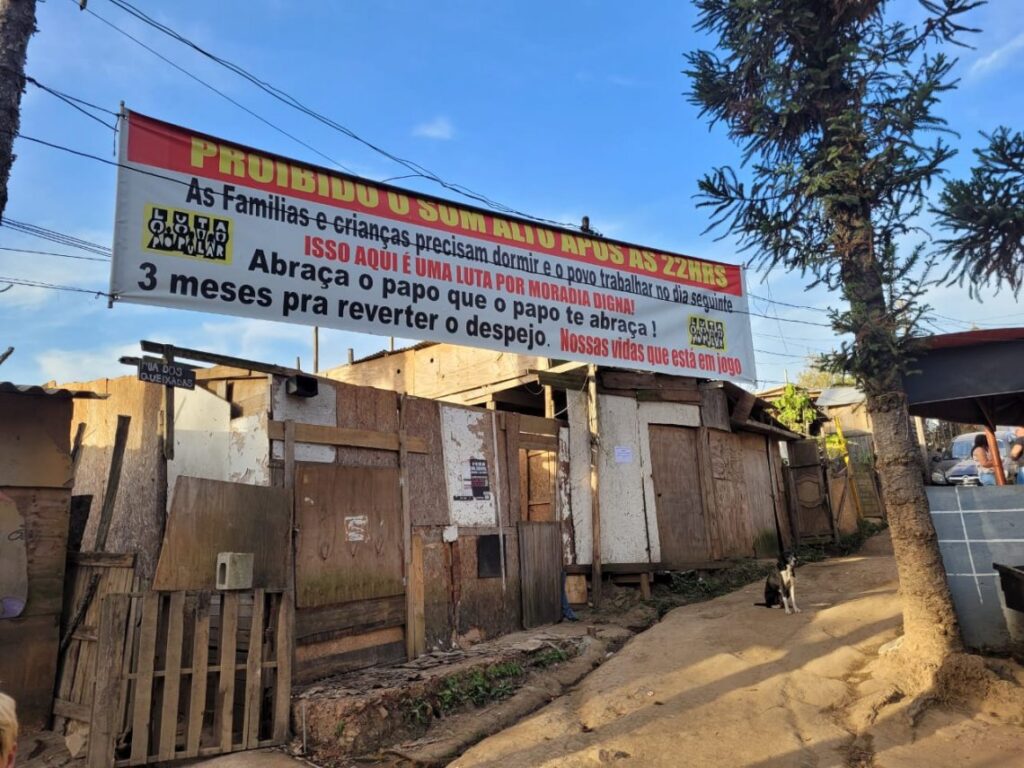 PROIBIDO O SOM ALTO APÓS AS 22HRS
As Familias e crianças precisam dormir e o povo trabalhar no dia seguinte
ISSO AQUI É UMA LUTA POR MORADIA DIGNA!
Abraça o papo que o papo te abraça !
3 meses pra reverter o despejo. Nossas vidas que está em jogo
LUTA
POPULAR
LUTA
POPULAR
RUA DOS
QUEIXADAS